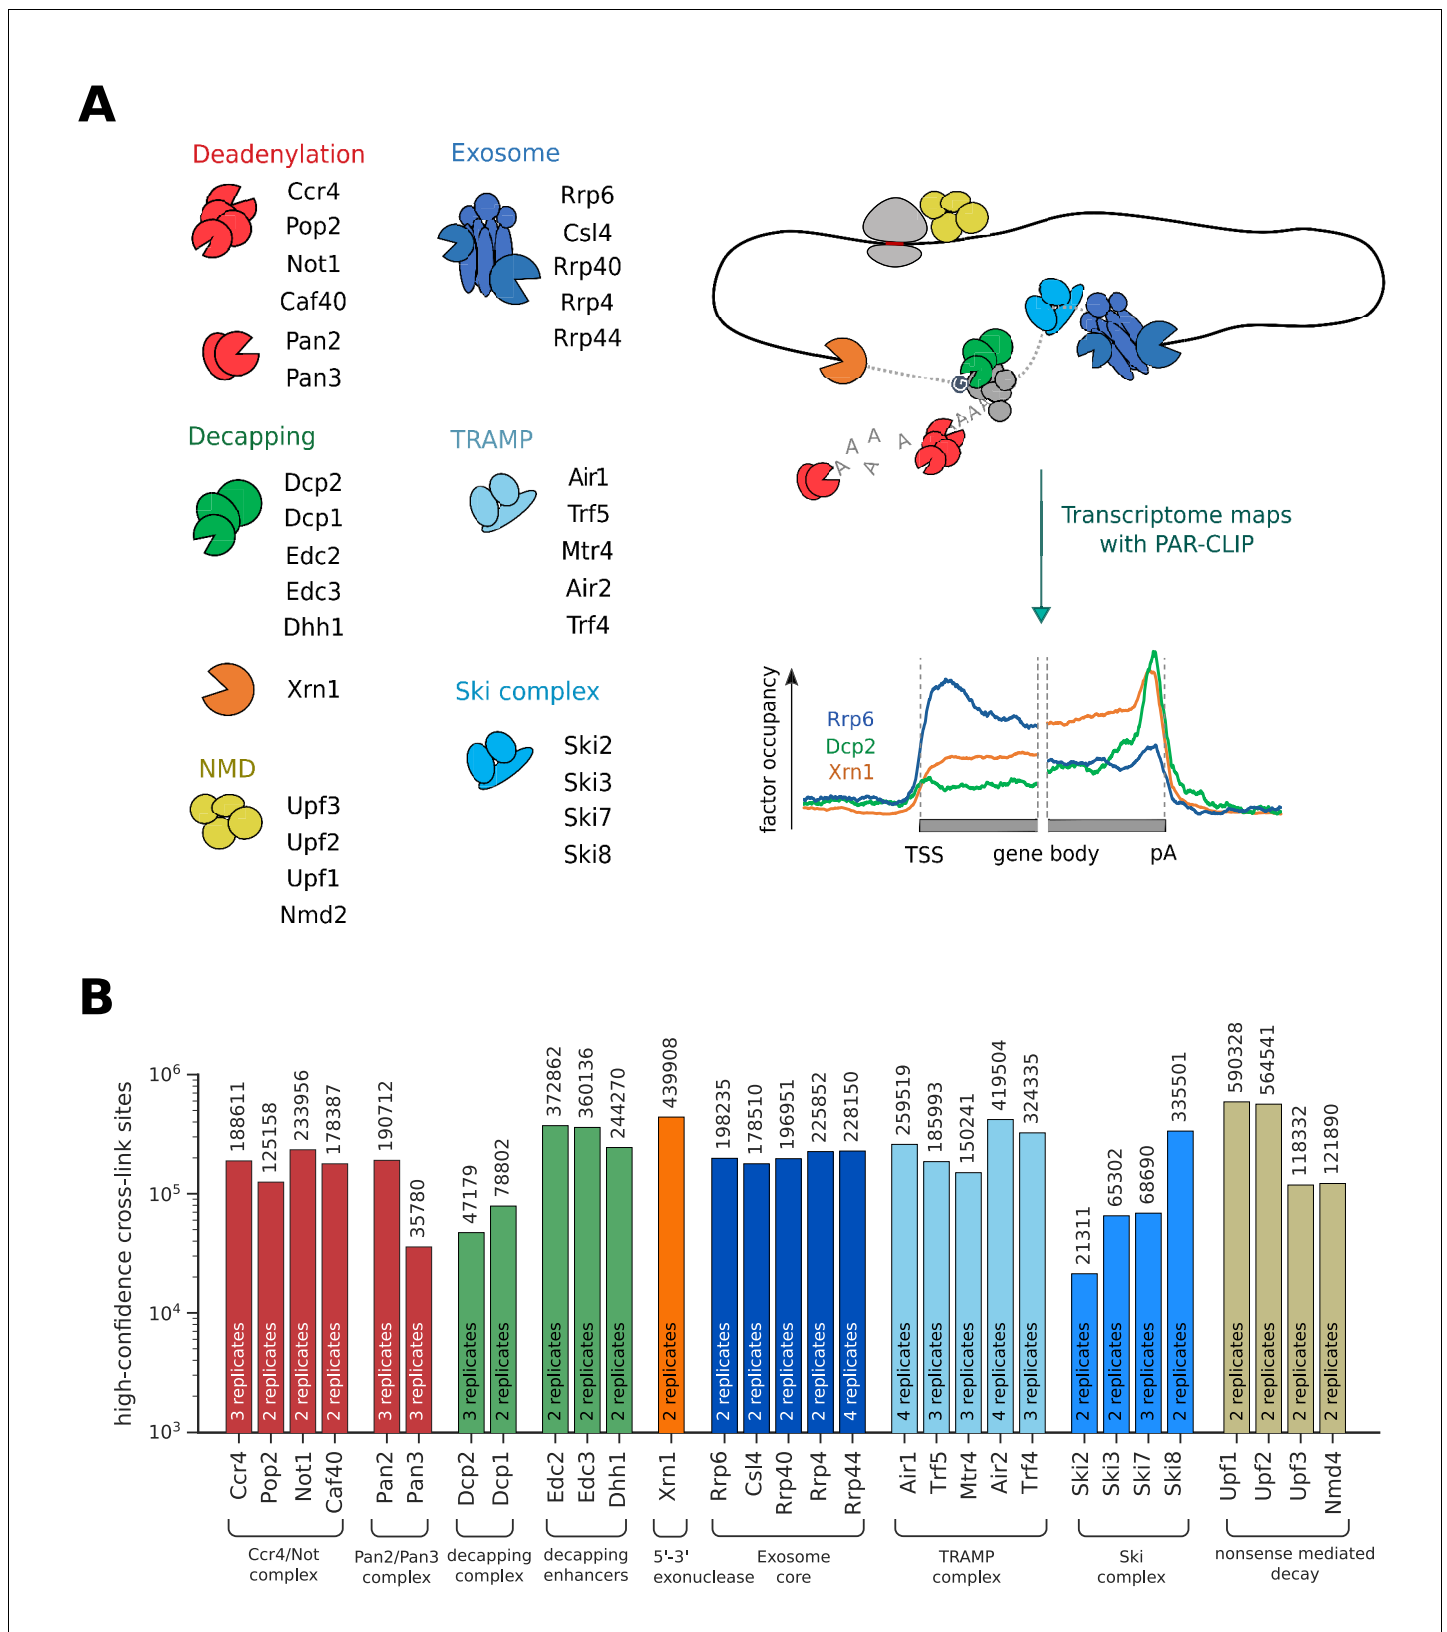 A
Deadenylation
Ccr4
Pop2
Not1
Caf40
Pan2
Pan3
Decapping
Dcp2
Dcp1
Edc2
Edc3
Dhh1
Xrn1
NMD
Upf3
Upf2
Upf1
Nmd2
Exosome
Rrp6
Csl4
Rrp40
Rrp4
Rrp44
TRAMP
Air1
Trf5
Mtr4
Air2
Trf4
Ski complex
Ski2
Ski3
Ski7
Ski8
G
AAA
A
A
A
A
A
Transcriptome maps
with PAR-CLIP
factor occupancy
Rrp6
Dcp2
Xrn1
TSS
gene body
pA
B
high-confidence cross-link sites
10⁶
10⁵
10⁴
10³
188611
125158
233956
178387
190712
35780
47179
78802
372862
360136
244270
439908
198235
178510
196951
225852
228150
259519
185993
150241
419504
324335
21311
65302
68690
335501
590328
564541
118332
121890
3 replicates
2 replicates
2 replicates
2 replicates
3 replicates
3 replicates
3 replicates
2 replicates
2 replicates
2 replicates
2 replicates
2 replicates
2 replicates
2 replicates
2 replicates
2 replicates
4 replicates
4 replicates
3 replicates
3 replicates
4 replicates
3 replicates
2 replicates
2 replicates
3 replicates
2 replicates
2 replicates
2 replicates
2 replicates
2 replicates
Ccr4
Pop2
Not1
Caf40
Pan2
Pan3
Dcp2
Dcp1
Edc2
Edc3
Dhh1
Xrn1
Rrp6
Csl4
Rrp40
Rrp4
Rrp44
Air1
Trf5
Mtr4
Air2
Trf4
Ski2
Ski3
Ski7
Ski8
Upf1
Upf2
Upf3
Nmd4
Ccr4/Not
complex
Pan2/Pan3
complex
decapping
complex
decapping
enhancers
5'-3'
exonuclease
Exosome
core
TRAMP
complex
Ski
complex
nonsense mediated
decay